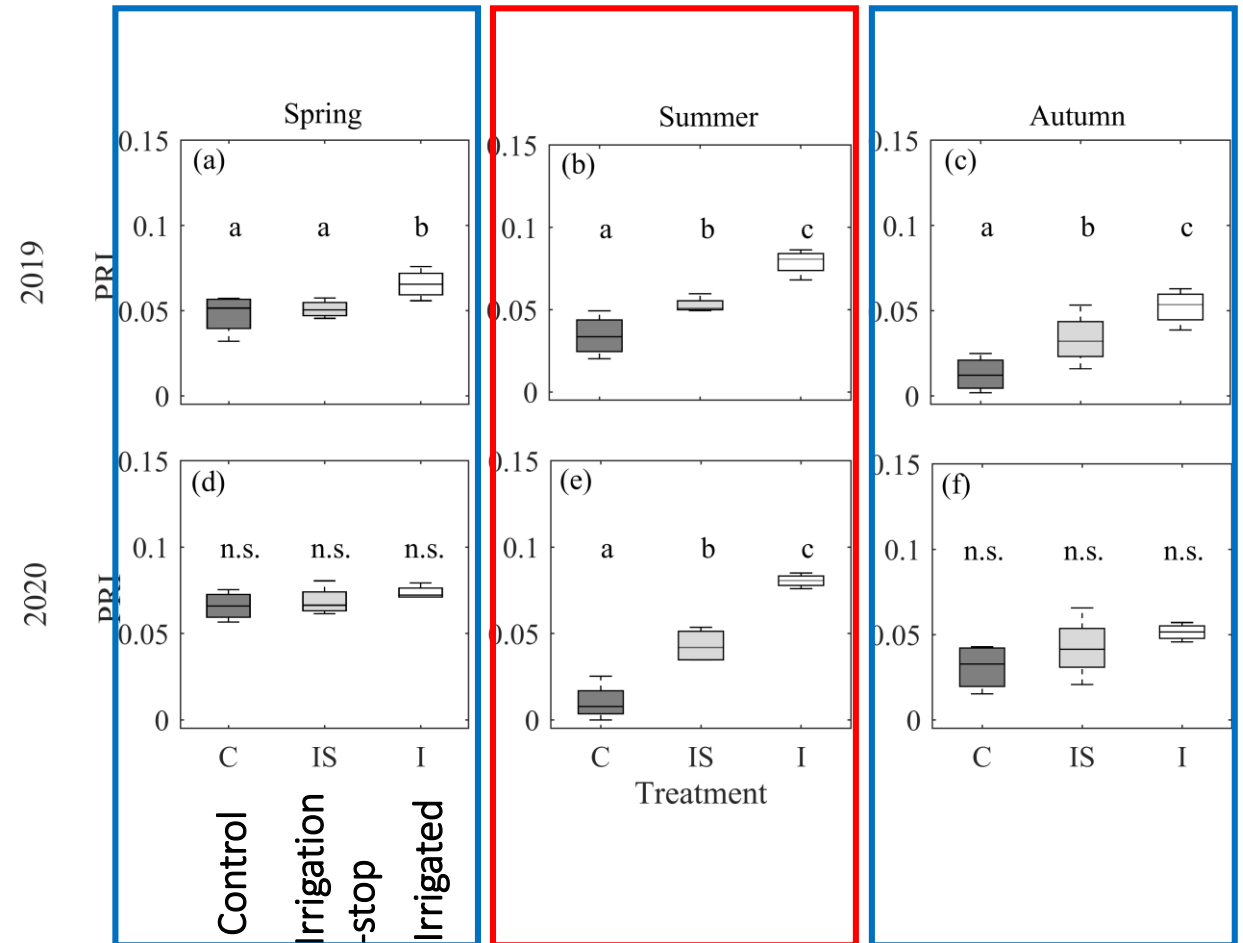 Spring Summer Autumn
2019
PRI
0.15 0.1 0.05 0
(a)
a a b
0.15 0.1 0.05 0
(b)
a b c
0.15 0.1 0.05 0
(c)
a b c
2020
PRI
0.15 0.1 0.05 0
(d)
n.s. n.s. n.s.
0.15 0.1 0.05 0
(e)
a b c
0.15 0.1 0.05 0
(f)
n.s. n.s. n.s.
C IS I
C IS I
C IS I
Treatment
Control
Irrigation
-stop
Irrigated